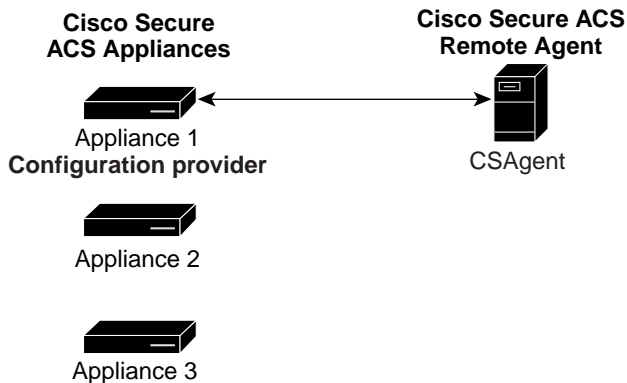 Cisco Secure
ACS Appliances
Cisco Secure ACS
Remote Agent
Appliance 1
Configuration provider
CSAgent
Appliance 2
Appliance 3